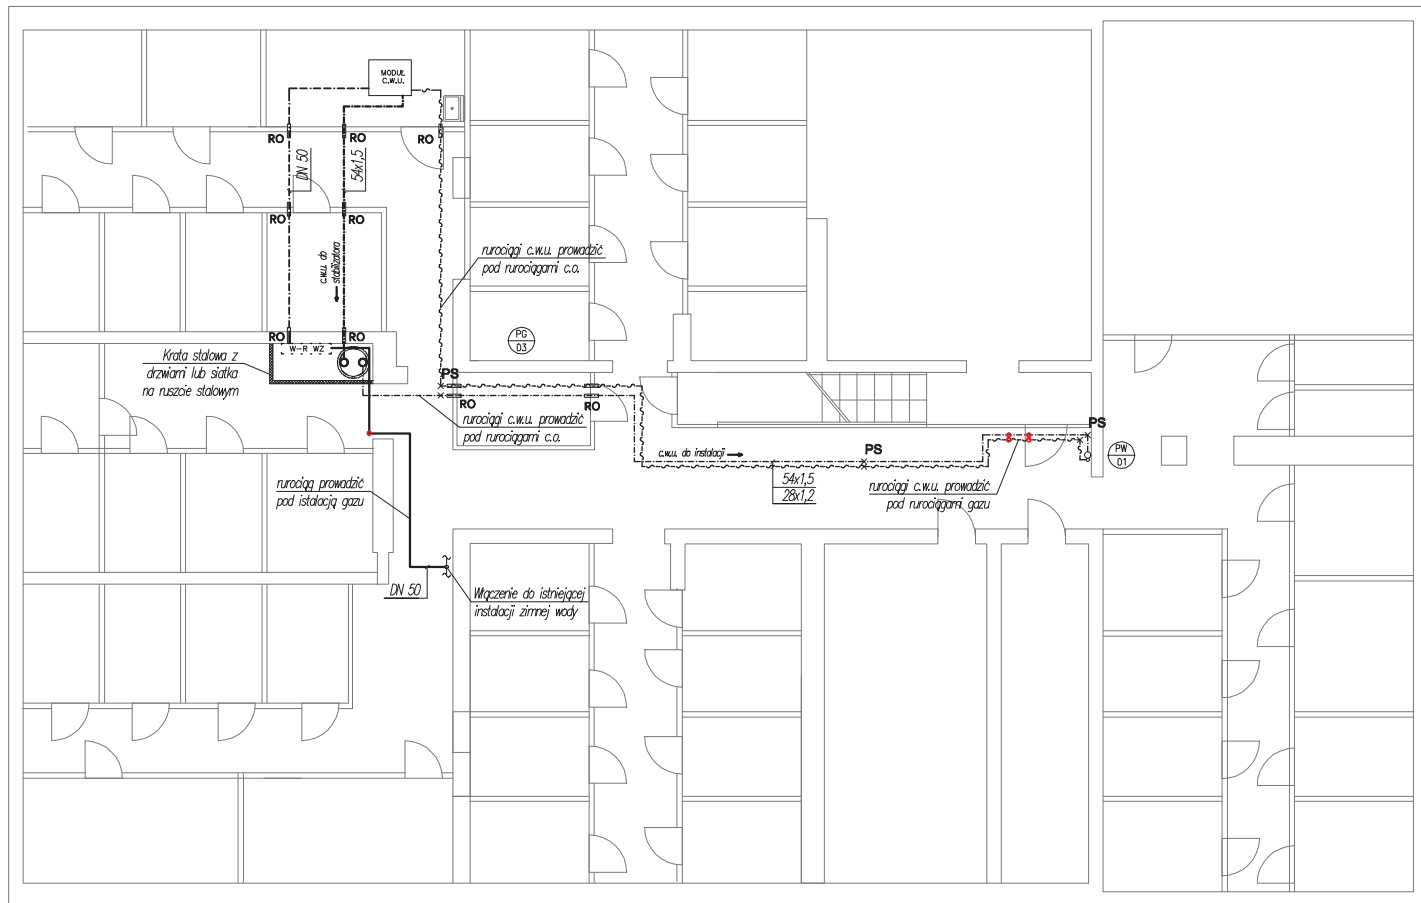 MODUŁ
C.W.U.
RO
RO
RO
DN 50
54x1,5
RO
RO
c.w.u. do
stabilizatora
rurociągi c.w.u. prowadzić
pod rurociągami c.o.
PG
03
RO
RO
W-R WZ
Krata stalowa z
drzwiami lub siatka
na ruszcie stalowym
PS
RO
RO
rurociągi c.w.u. prowadzić
pod rurociągami c.o.
c.w.u. do instalacji
PS
PS
PW
01
54x1,5
28x1,2
rurociągi c.w.u. prowadzić
pod rurociągami gazu
rurociąg prowadzić
pod istalacją gazu
DN 50
Włączenie do istniejącej
instalacji zimnej wody